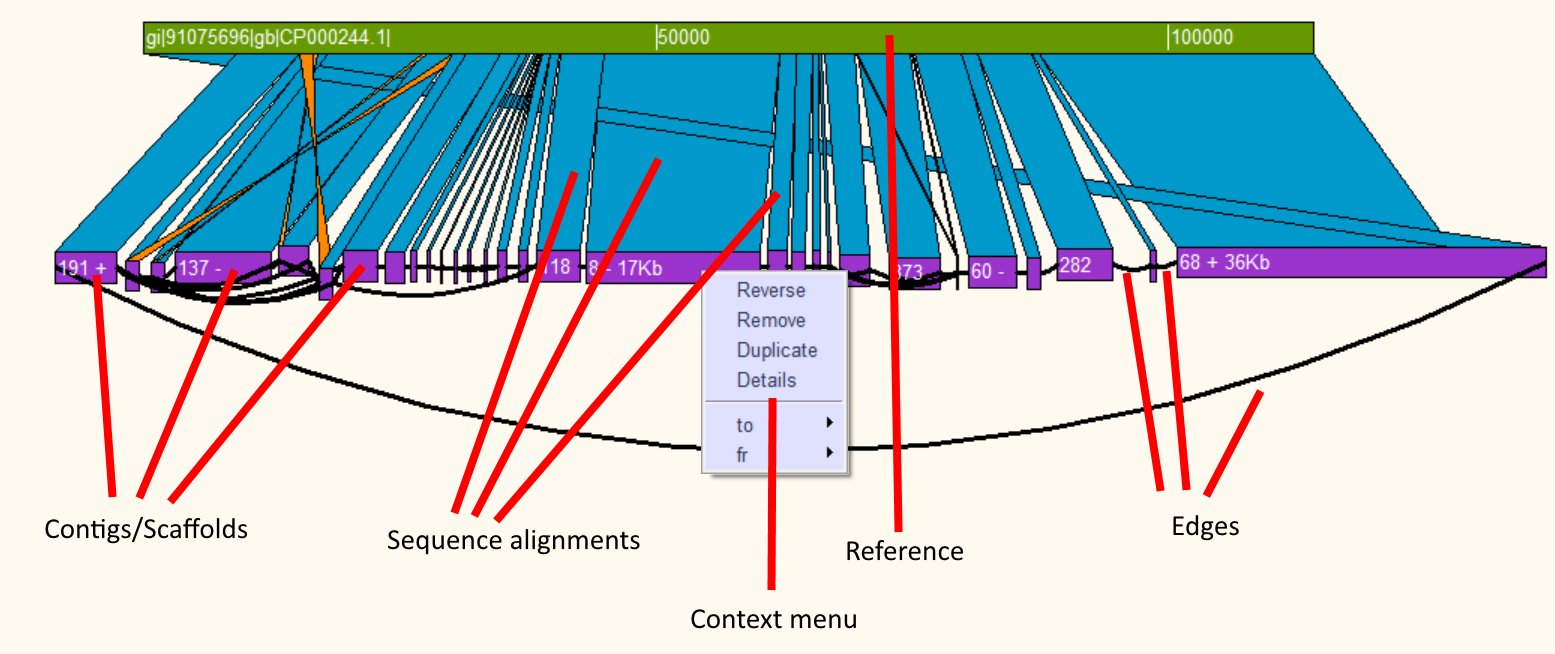 gi|91075696|gb|CP000244.1|
|50000
|100000
191 +
137 -
118
8 - 17Kb
373
60 -
282
68 + 36Kb
Reverse
Remove
Duplicate
Details
to
fr
Contigs/Scaffolds
Sequence alignments
Reference
Edges
Context menu